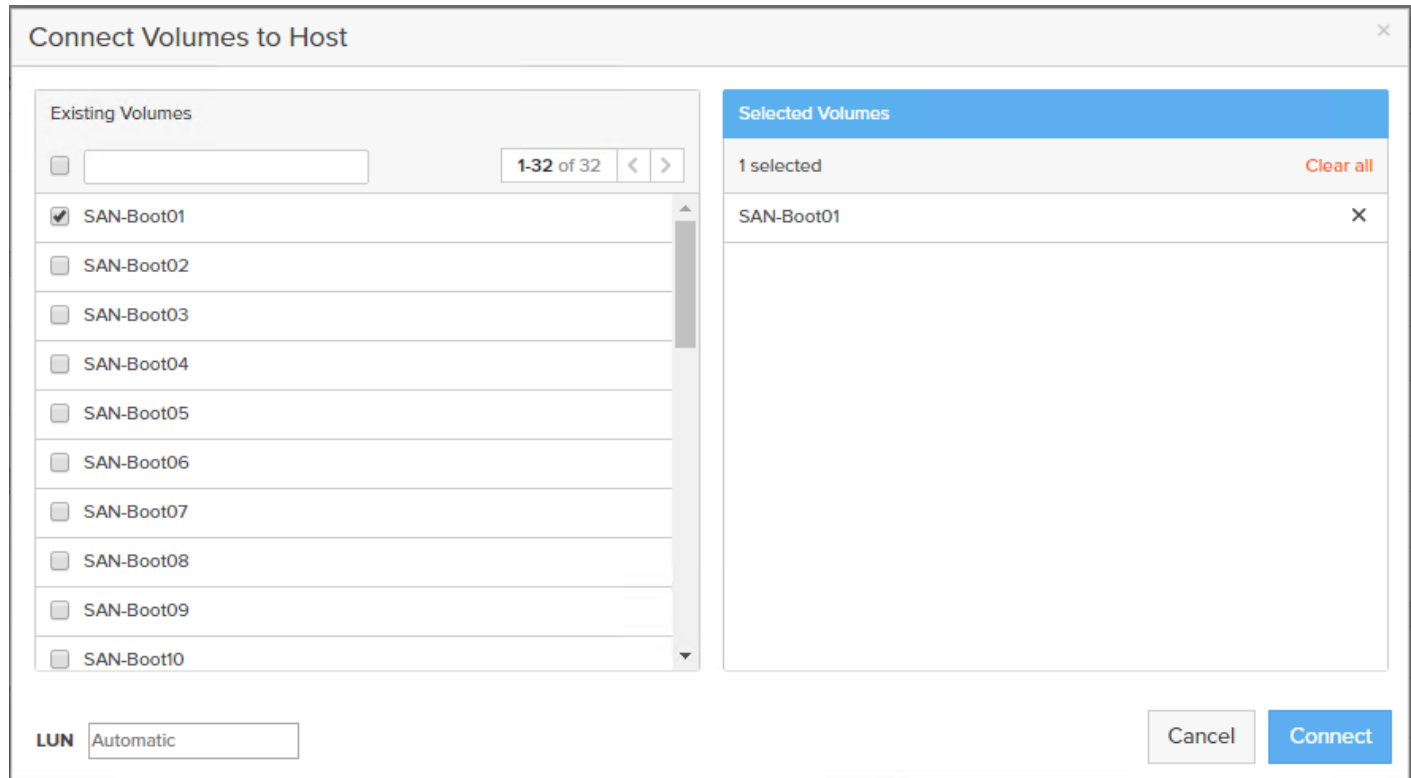 Connect Volumes to Host
Existing Volumes
1-32 of 32
SAN-Boot01
SAN-Boot02
SAN-Boot03
SAN-Boot04
SAN-Boot05
SAN-Boot06
SAN-Boot07
SAN-Boot08
SAN-Boot09
SAN-Boot10
Selected Volumes
1 selected Clear all
SAN-Boot01
LUN Automatic
Cancel Connect